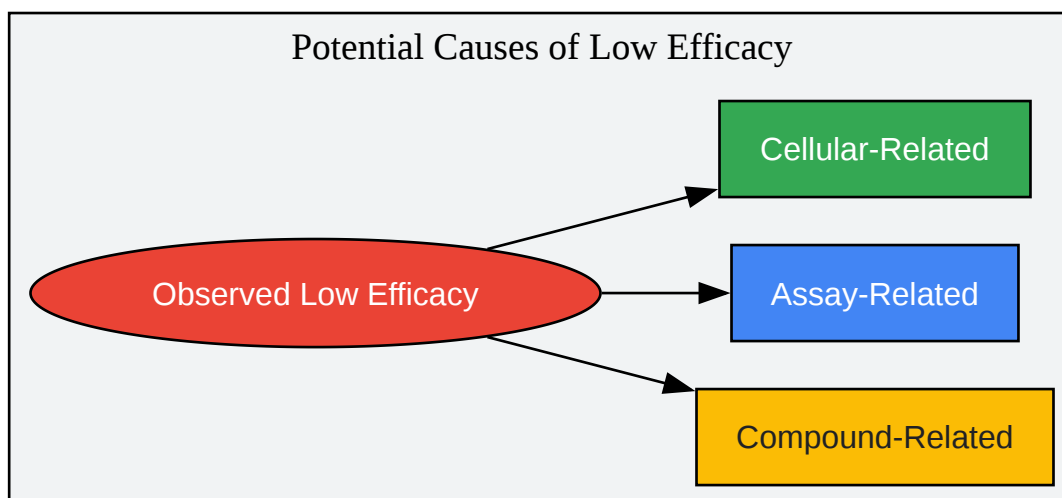 Potential Causes of Low Efficacy
Cellular-Related
Observed Low Efficacy
Assay-Related
Compound-Related